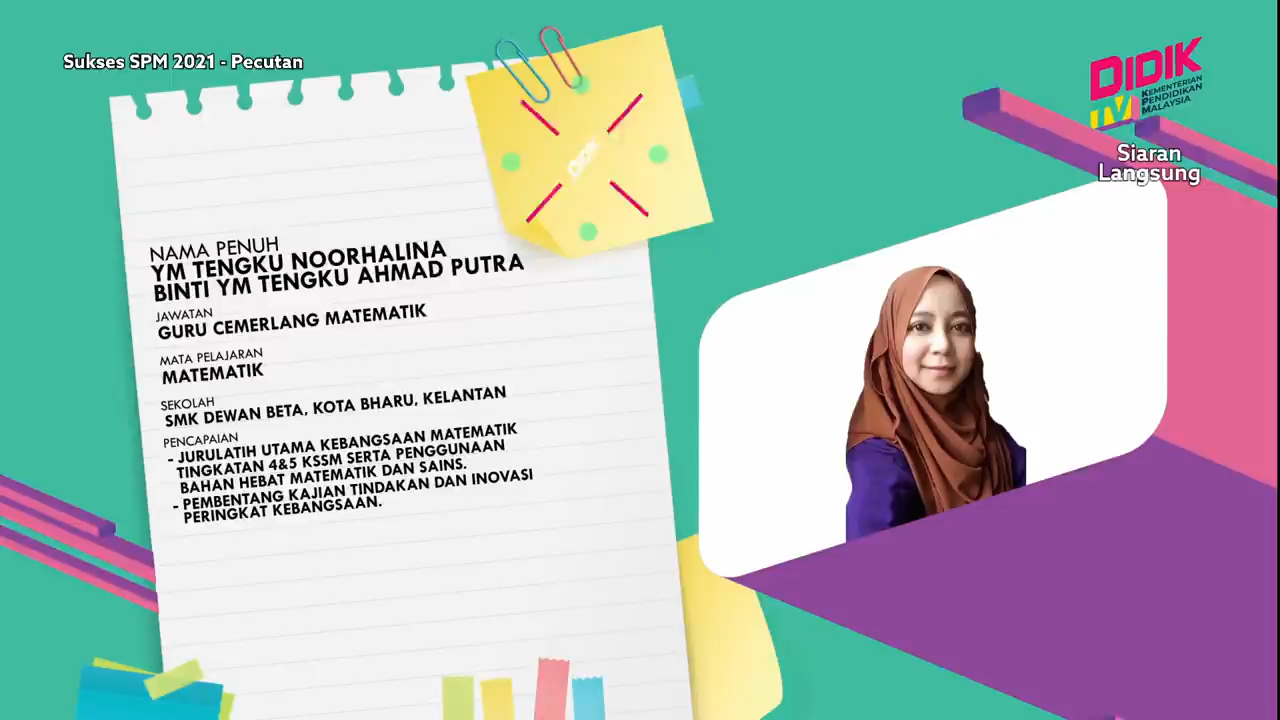 Sukses SPM 2021 - Pecutan
DIDIK
TM
KEMENTERIAN
PENDIDIKAN
MALAYSIA
Siaran
Langsung
DIDIK
NAMA PENUH
YM TENGKU NOORHALINA
BINTI YM TENGKU AHMAD PUTRA
JAWATAN
GURU CEMERLANG MATEMATIK
MATA PELAJARAN
MATEMATIK
SEKOLAH
SMK DEWAN BETA, KOTA BHARU, KELANTAN
PENCAPAIAN
- JURULATIH UTAMA KEBANGSAAN MATEMATIK
TINGKATAN 4&5 KSSM SERTA PENGGUNAAN
BAHAN HEBAT MATEMATIK DAN SAINS.
- PEMBENTANG KAJIAN TINDAKAN DAN INOVASI
PERINGKAT KEBANGSAAN.